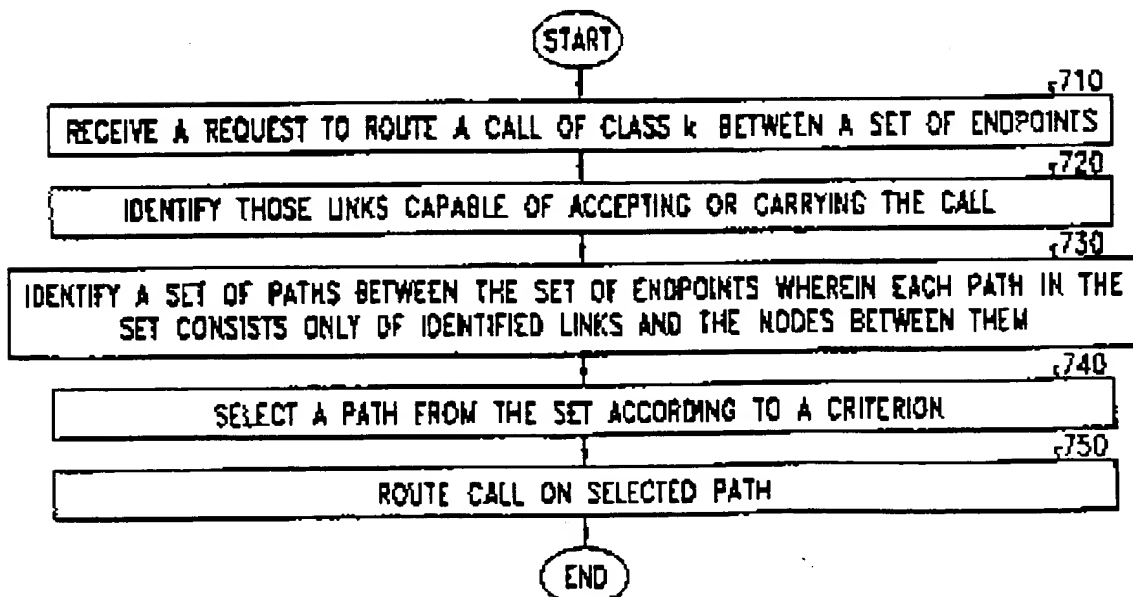 START
710
RECEIVE A REQUEST TO ROUTE A CALL OF CLASS k BETWEEN A SET OF ENDPOINTS
720
IDENTIFY THOSE LINKS CAPABLE OF ACCEPTING OR CARRYING THE CALL
730
IDENTIFY A SET OF PATHS BETWEEN THE SET OF ENDPOINTS WHEREIN EACH PATH IN THE
SET CONSISTS ONLY OF IDENTIFIED LINKS AND THE NODES BETWEEN THEM
740
SELECT A PATH FROM THE SET ACCORDING TO A CRITERION
750
ROUTE CALL ON SELECTED PATH
END